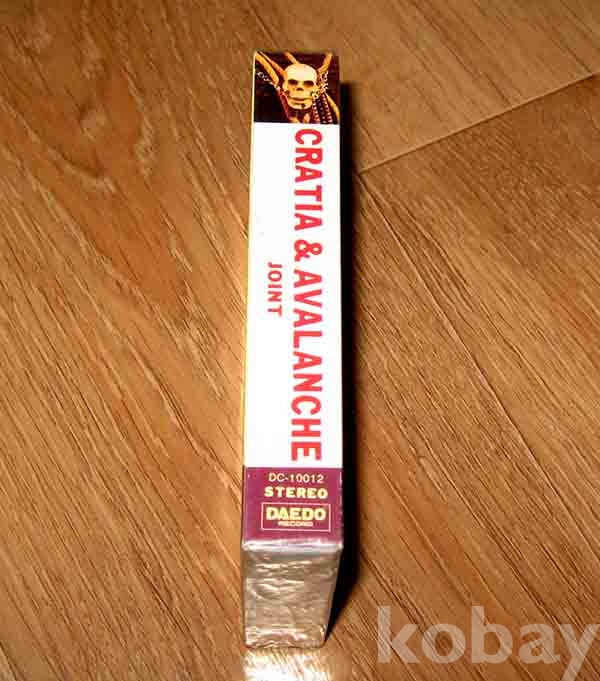 CRATIA & AVALANCHE
JOINT
DC-10012
STEREO
DAEDO
RECORD
kobay